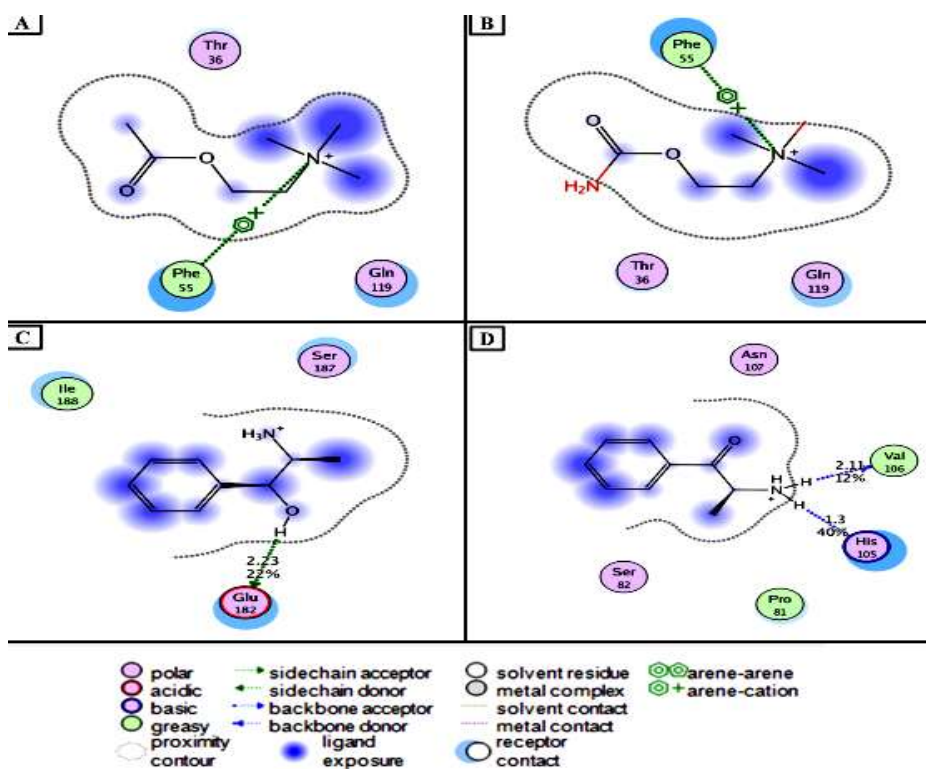 A
Thr
36
O
O
N+
Phe
55
Gln
119
B
Phe
55
O
O
N+
H₂N
Thr
36
Gln
119
C
Ser
187
Ile
188
H₃N+
O
H
2.23
22%
Glu
182
D
Asn
107
O
H
N H
+
H
2.11
12%
Val
106
1.3
40%
His
105
Ser
82
Pro
81
polar sidechain acceptor solvent residue arene-arene
acidic sidechain donor metal complex arene-cation
basic backbone acceptor solvent contact
greasy backbone donor metal contact
proximity contour ligand exposure receptor contact